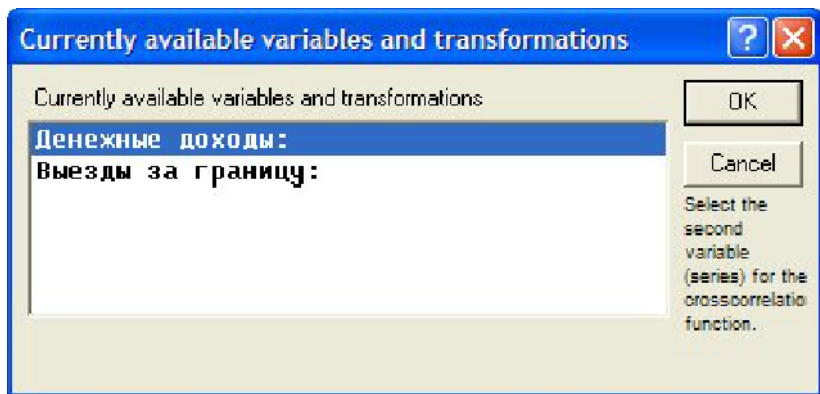 Currently available variables and transformations
Currently available variables and transformations
OK
Денежные доходы:
Выезды за границу:
Cancel
Select the
second
variable
(series) for the
crosscorrelatio
function.